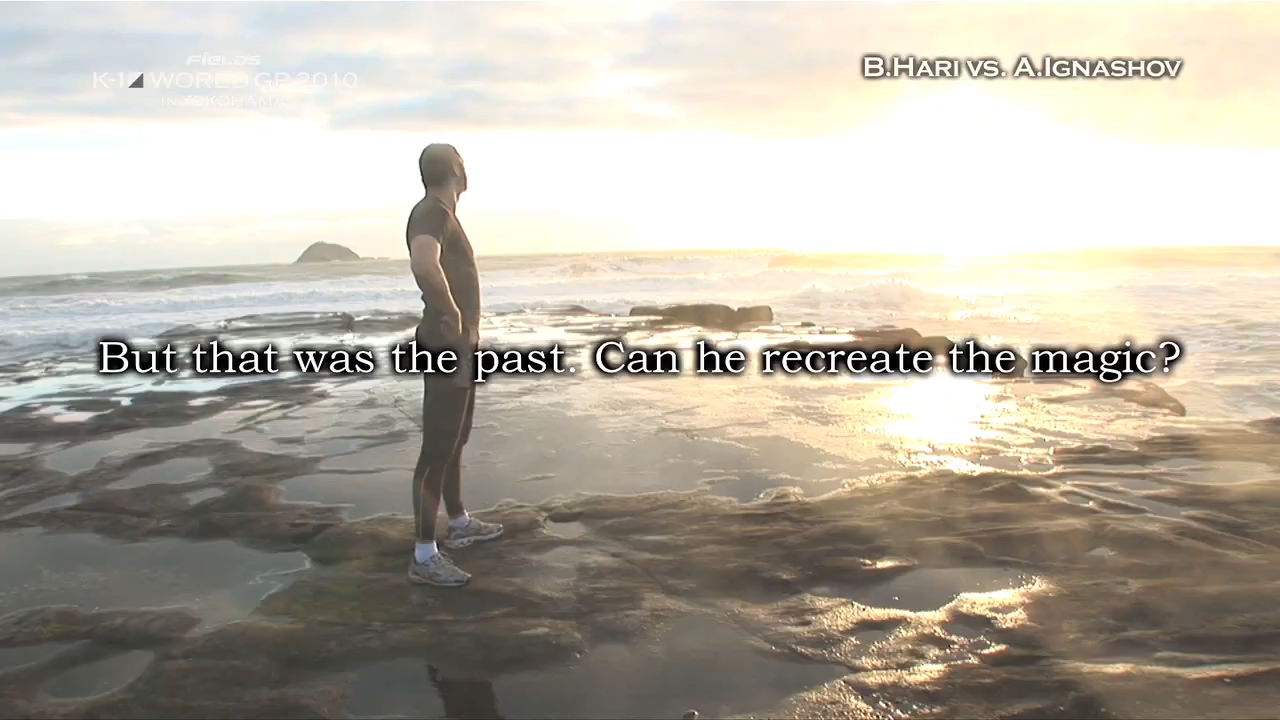 FIELDS
K-1 WORLD GP 2010
IN YOKOHAMA
B.HARI VS. A.IGNASHOV
But that was the past. Can he recreate the magic?